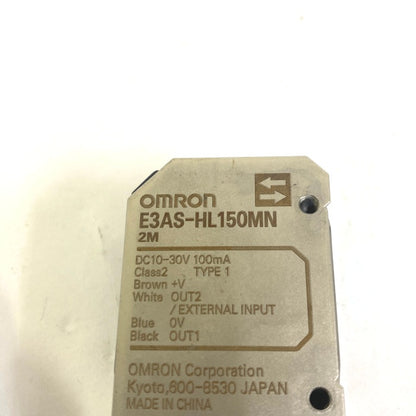 OMRON
E3AS-HL150MN
2M
DC10-30V 100mA
Class2 TYPE 1
Brown +V
White OUT2
/EXTERNAL INPUT
Blue 0V
Black OUT1
OMRON Corporation
Kyoto,600-8530 JAPAN
MADE IN CHINA